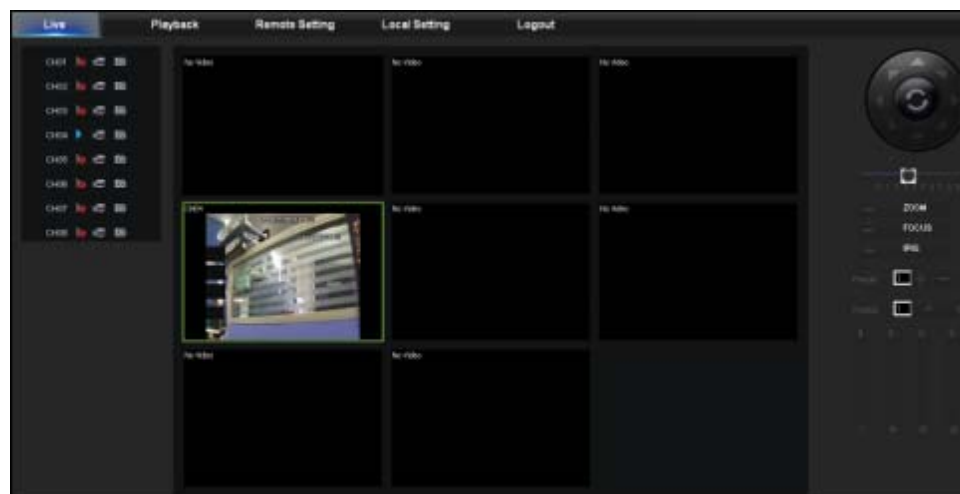 Live Playback Remote Setting Local Setting Logout
CH01
CH02
CH03
CH04
CH05
CH06
CH07
CH08
No Video No Video No Video
CH04 No Video No Video
No Video No Video
ZOOM
FOCUS
IRIS